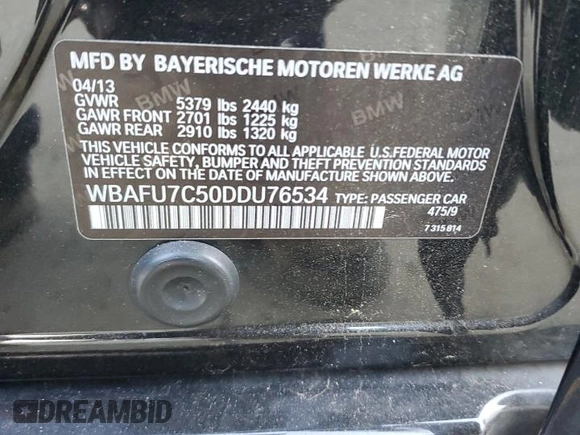 MFD BY BAYERISCHE MOTOREN WERKE AG
04/13
GVWR 5379 lbs 2440 kg
GAWR FRONT 2701 lbs 1225 kg
GAWR REAR 2910 lbs 1320 kg
THIS VEHICLE CONFORMS TO ALL APPLICABLE U.S.FEDERAL MOTOR
VEHICLE SAFETY, BUMPER AND THEFT PREVENTION STANDARDS
IN EFFECT ON THE DATE OF MANUFACTURE SHOWN ABOVE.
WBAFU7C50DDU76534 TYPE: PASSENGER CAR
475/9
7 315 814
BMW
BMW
DREAMBID